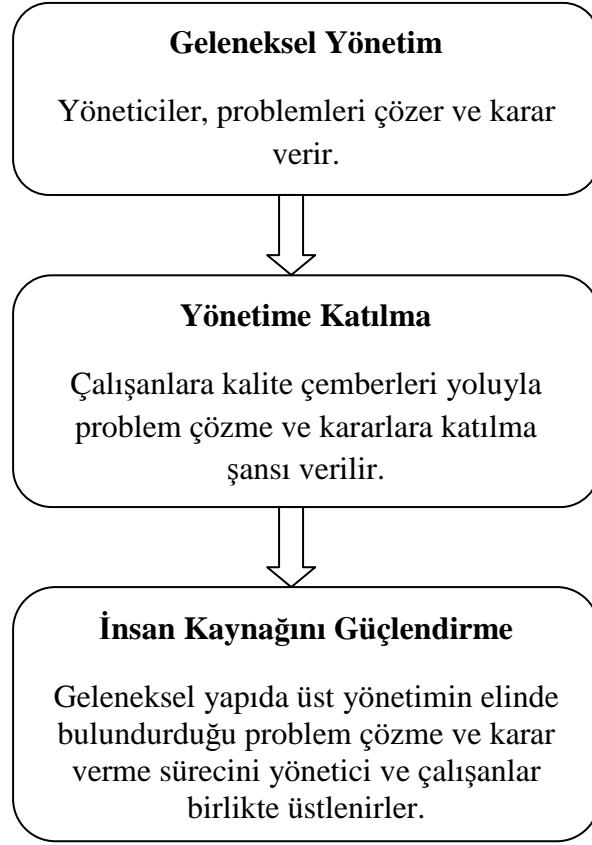 Geleneksel Yönetim
Yöneticiler, problemleri çözer ve karar
verir.
Yönetime Katılma
Çalışanlara kalite çemberleri yoluyla
problem çözme ve kararlara katılma
şansı verilir.
İnsan Kaynağını Güçlendirme
Geleneksel yapıda üst yönetimin elinde
bulundurduğu problem çözme ve karar
verme sürecini yönetici ve çalışanlar
birlikte üstlenirler.